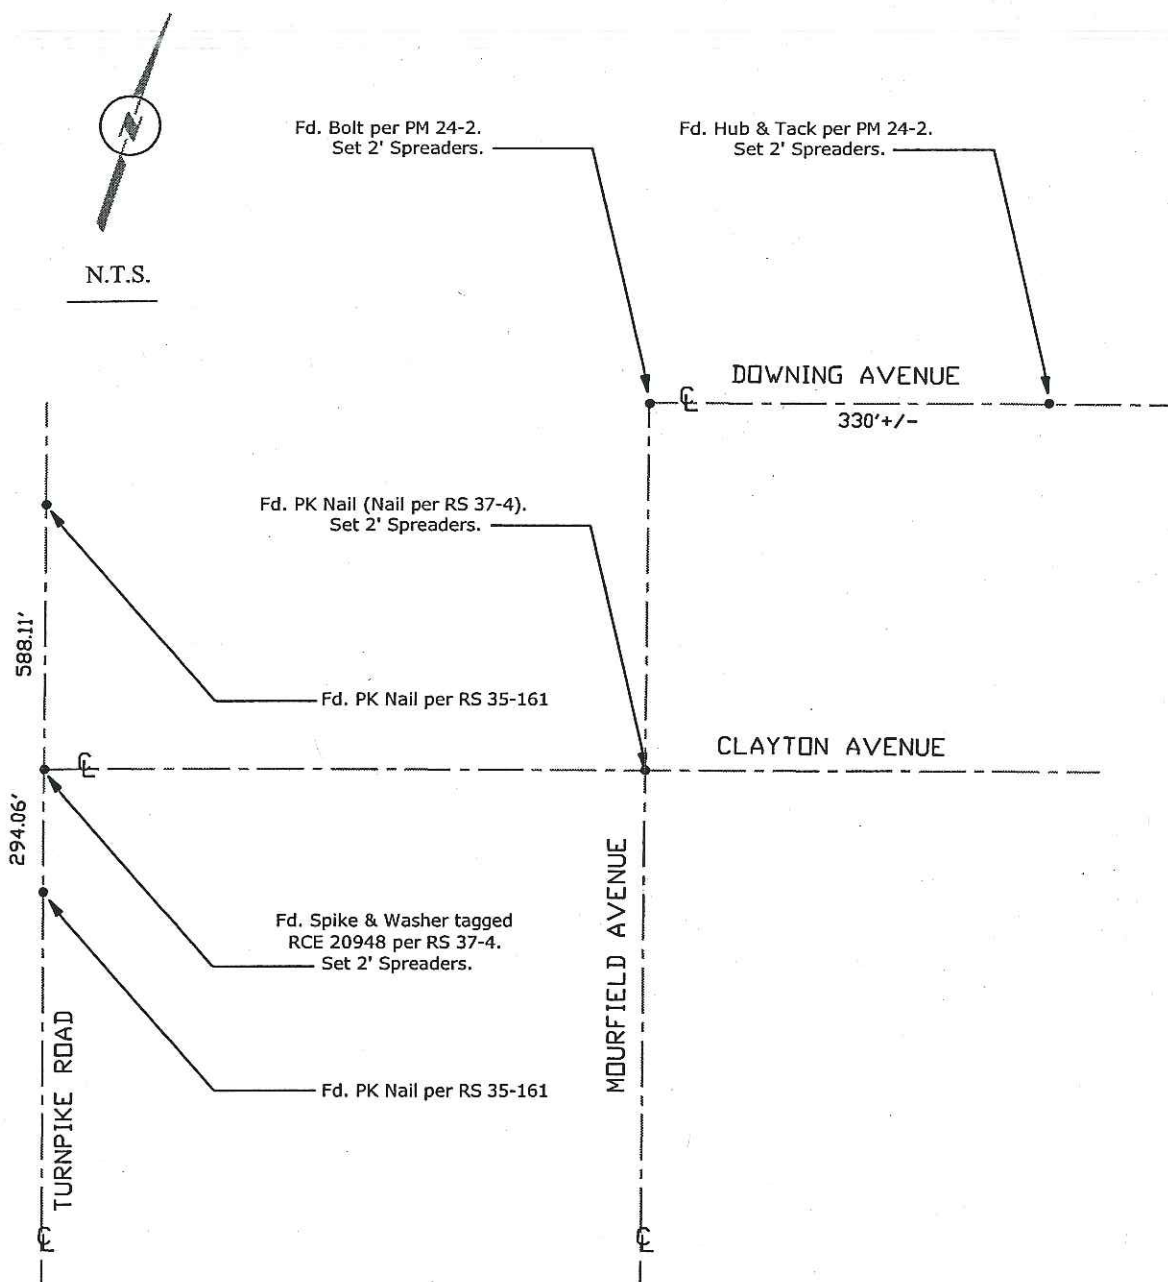 N
N.T.S.
Fd. Bolt per PM 24-2.
Set 2' Spreaders.
Fd. Hub & Tack per PM 24-2.
Set 2' Spreaders.
DOWNING AVENUE
℄
330'+/-
Fd. PK Nail (Nail per RS 37-4).
Set 2' Spreaders.
588.11'
Fd. PK Nail per RS 35-161
℄
CLAYTON AVENUE
294.06'
Fd. Spike & Washer tagged
RCE 20948 per RS 37-4.
Set 2' Spreaders.
MOURFIELD AVENUE
Fd. PK Nail per RS 35-161
TURNPIKE ROAD
℄
℄